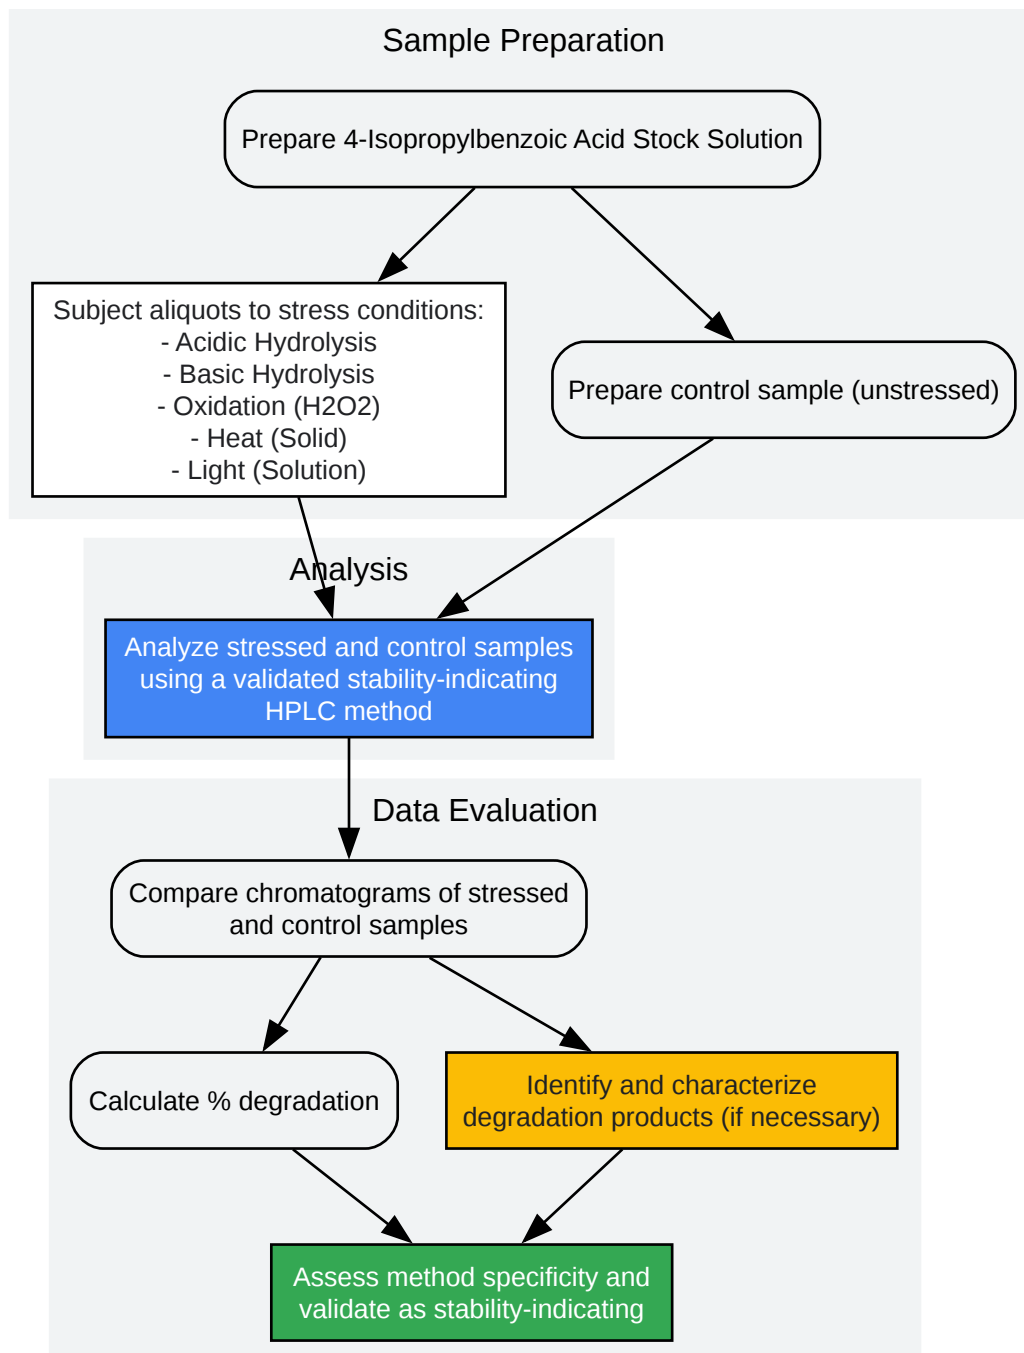 Sample Preparation
Prepare 4-Isopropylbenzoic Acid Stock Solution
Subject aliquots to stress conditions:
- Acidic Hydrolysis
- Basic Hydrolysis
- Oxidation (H2O2)
- Heat (Solid)
- Light (Solution)
Prepare control sample (unstressed)
Analysis
Analyze stressed and control samples
using a validated stability-indicating
HPLC method
Data Evaluation
Compare chromatograms of stressed
and control samples
Calculate % degradation
Identify and characterize
degradation products (if necessary)
Assess method specificity and
validate as stability-indicating